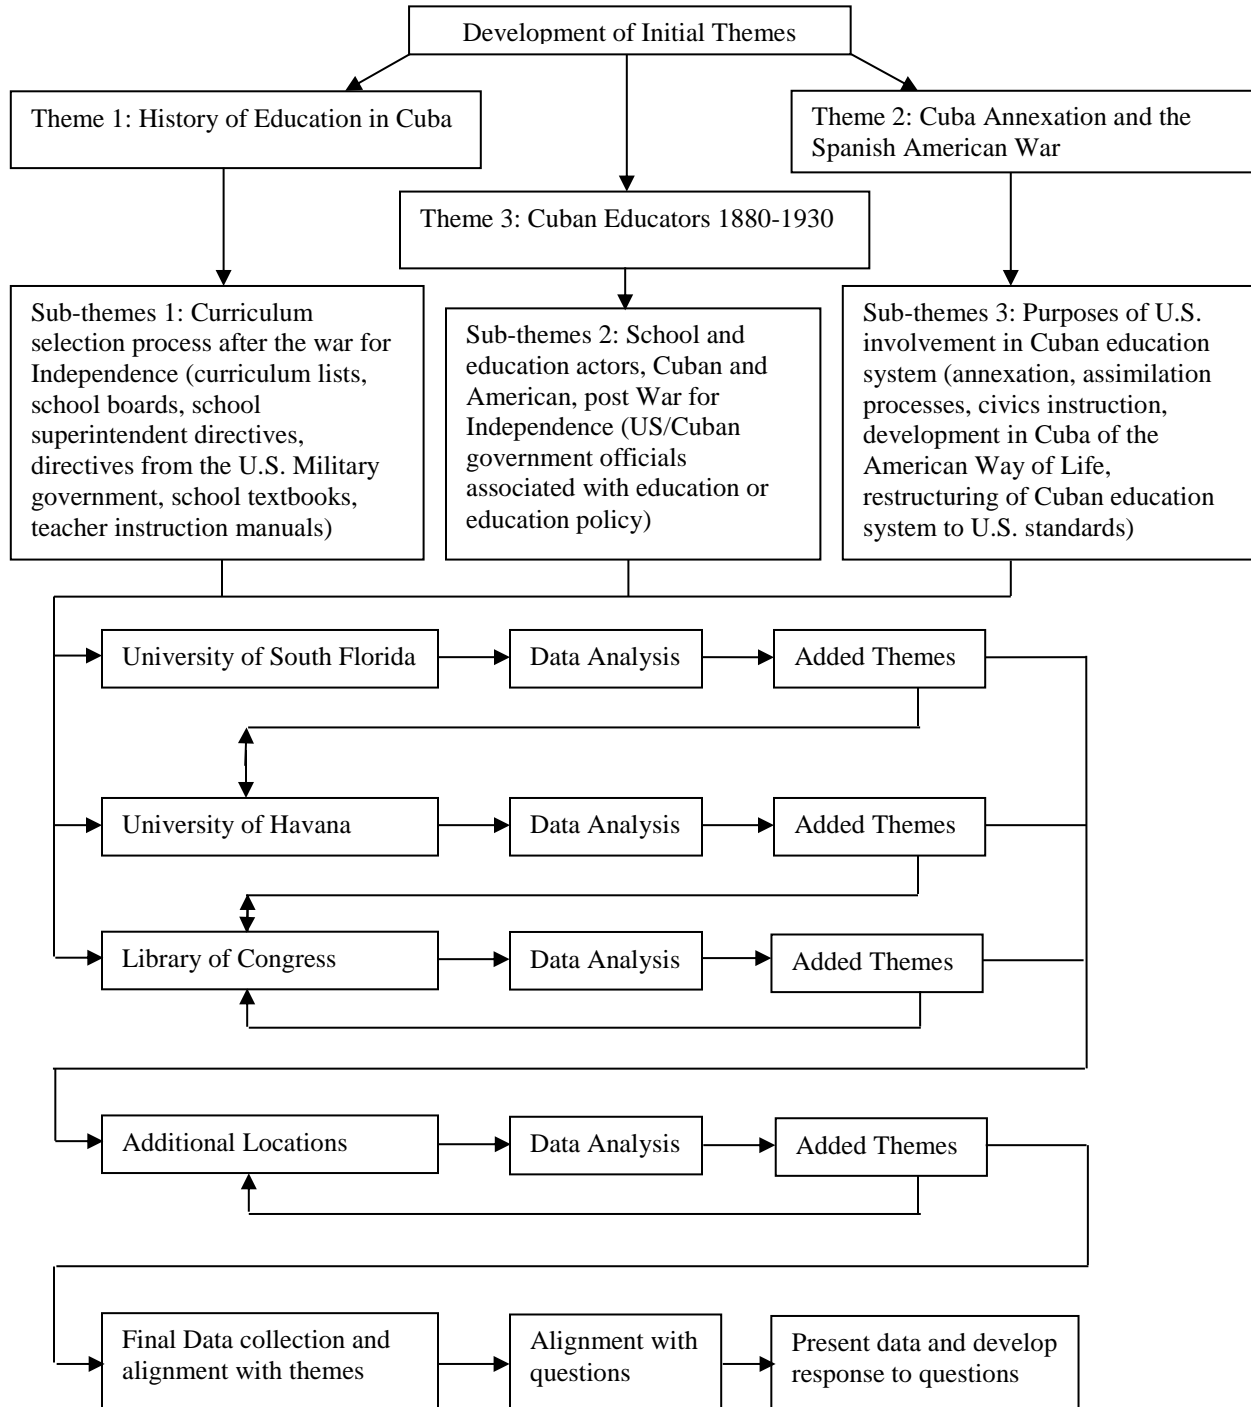 Development of Initial Themes
Theme 1: History of Education in Cuba
Theme 2: Cuba Annexation and the
Spanish American War
Theme 3: Cuban Educators 1880-1930
Sub-themes 1: Curriculum
selection process after the war for
Independence (curriculum lists,
school boards, school
superintendent directives,
directives from the U.S. Military
government, school textbooks,
teacher instruction manuals)
Sub-themes 2: School and
education actors, Cuban and
American, post War for
Independence (US/Cuban
government officials
associated with education or
education policy)
Sub-themes 3: Purposes of U.S.
involvement in Cuban education
system (annexation, assimilation
processes, civics instruction,
development in Cuba of the
American Way of Life,
restructuring of Cuban education
system to U.S. standards)
University of South Florida
Data Analysis
Added Themes
University of Havana
Data Analysis
Added Themes
Library of Congress
Data Analysis
Added Themes
Additional Locations
Data Analysis
Added Themes
Final Data collection and
alignment with themes
Alignment with
questions
Present data and develop
response to questions